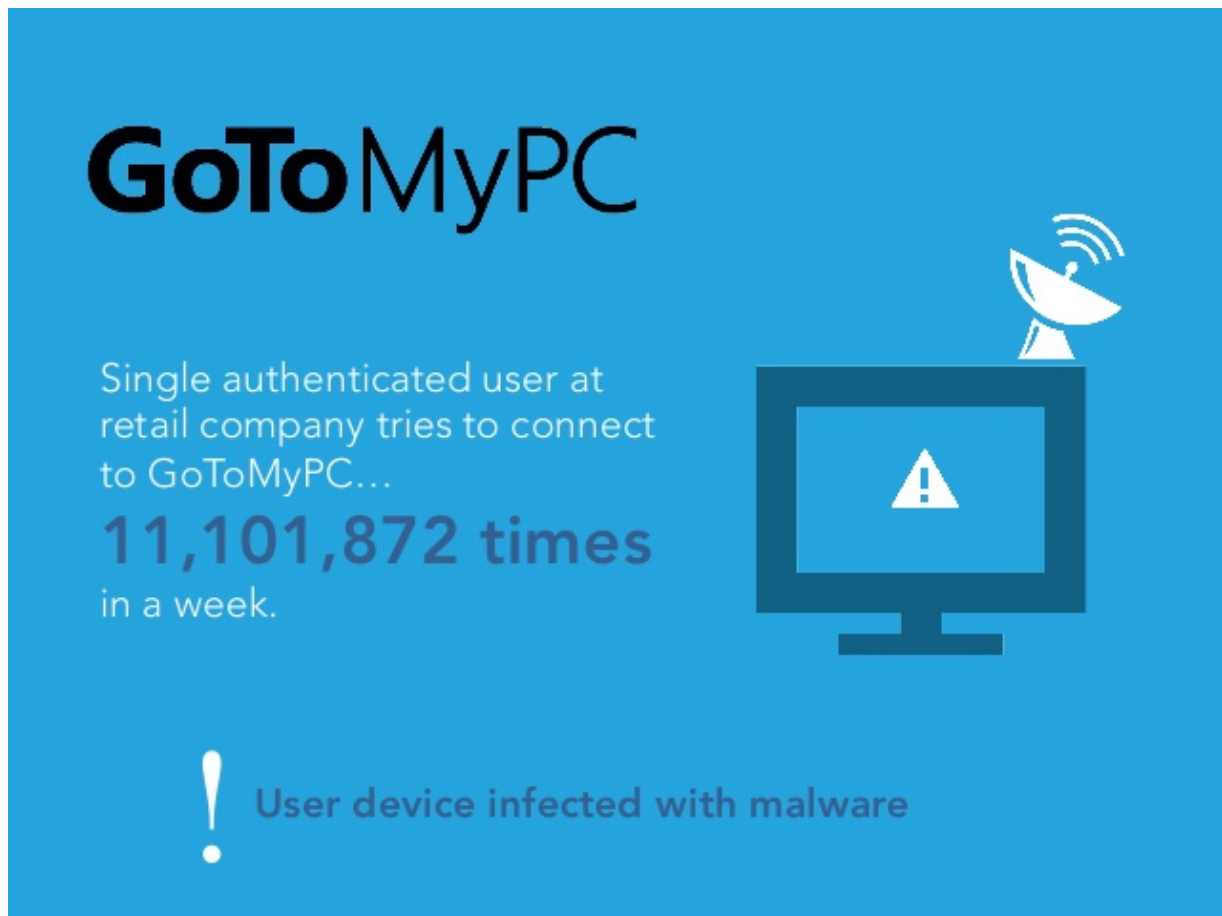 GoToMyPC
Single authenticated user at
retail company tries to connect
to GoToMyPC...
11,101,872 times
in a week.
! User device infected with malware